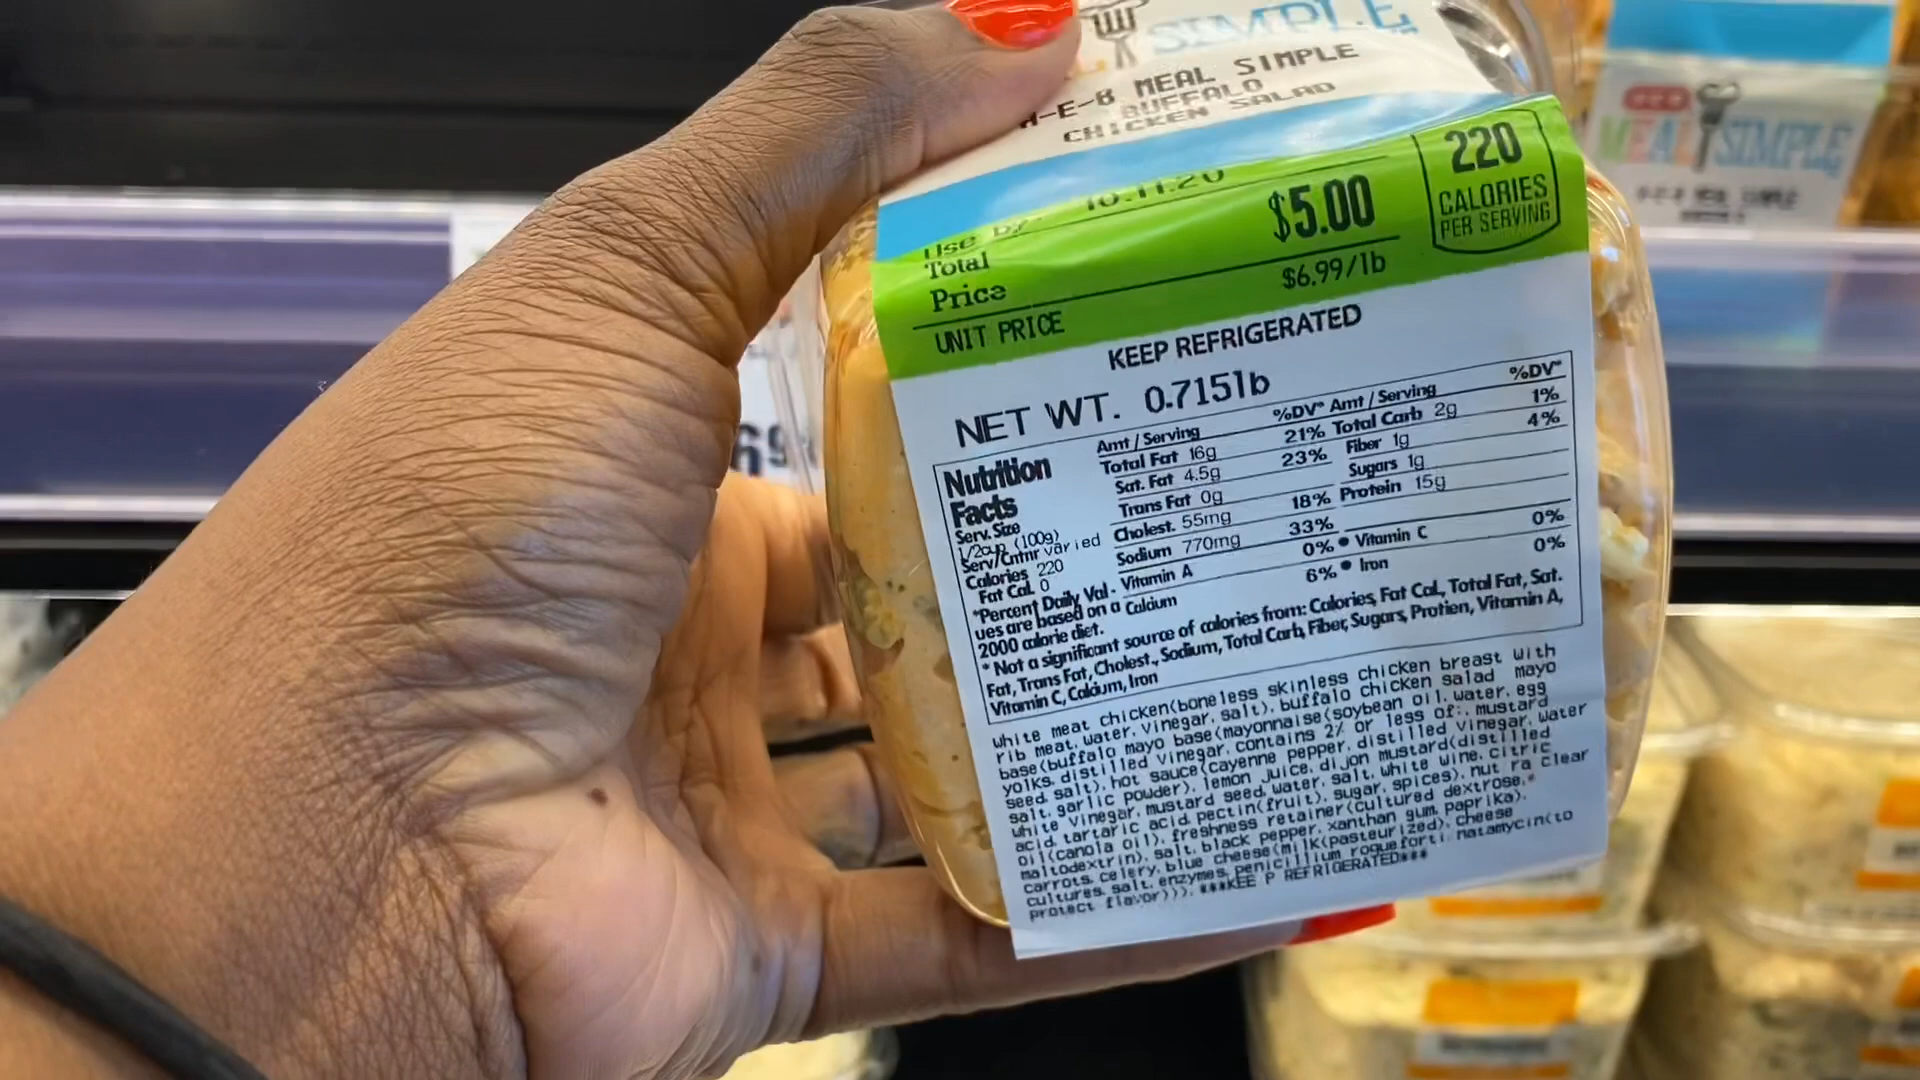 SIMPLE
H-E-B MEAL SIMPLE
BUFFALO
CHICKEN SALAD
Use by. 10.11.20
Total
Price
$5.00
UNIT PRICE $6.99/lb
220
CALORIES
PER SERVING
KEEP REFRIGERATED
NET WT. 0.715lb
Nutrition
Facts
Serv. Size
1/2cup (100g)
Serv/Cntnr varied
Calories 220
Fat Cal. 0
*Percent Daily Val-
ues are based on a
2000 calorie diet.
Amt / Serving %DV* Amt / Serving %DV*
Total Fat 16g 21% Total Carb 2g 1%
Sat. Fat 4.5g 23% Fiber 1g 4%
Trans Fat 0g Sugars 1g
Cholest. 55mg 18% Protein 15g
Sodium 770mg 33%
Vitamin A 0% • Vitamin C 0%
Calcium 6% • Iron 0%
* Not a significant source of calories from: Calories, Fat Cal., Total Fat, Sat.
Fat, Trans Fat, Cholest., Sodium, Total Carb, Fiber, Sugars, Protien, Vitamin A,
Vitamin C, Calcium, Iron
white meat chicken(boneless skinless chicken breast with
rib meat, water, vinegar, salt), buffalo chicken salad mayo
base(buffalo mayo base(mayonnaise(soybean oil, water, egg
yolks, distilled vinegar, contains 2% or less of:, mustard
seed, salt), hot sauce(cayenne pepper, distilled vinegar, water
salt, garlic powder), lemon juice, dijon mustard(distilled
white vinegar, mustard seed, water, salt, white wine, citric
acid, tartaric acid, pectin(fruit), sugar, spices), nut ra clear
oil(canola oil), freshness retainer(cultured dextrose,
maltodextrin), salt, black pepper, xanthan gum, paprika),
carrots, celery, blue cheese(milk(pasteurized), cheese
cultures, salt, enzymes, penicillium roqueforti, natamycin(to
protect flavor))). ***KEE P REFRIGERATED***
69
MEAL SIMPLE